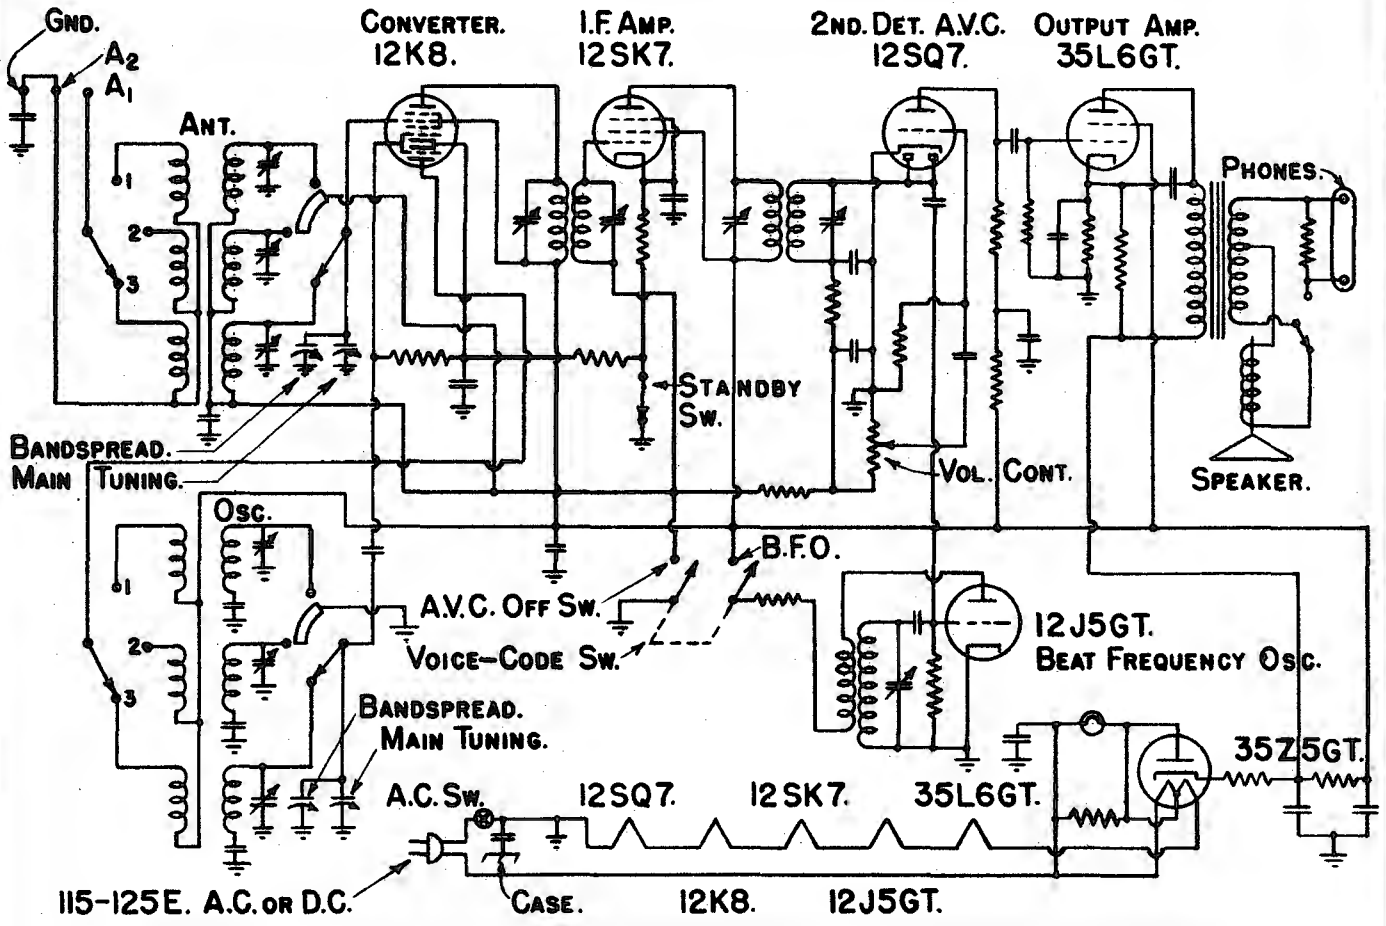 GND.
A2
A1
CONVERTER.
12K8.
I.F. AMP.
12SK7.
2ND. DET. A.V.C.
12SQ7.
OUTPUT AMP.
35L6GT.
ANT.
1
2
3
PHONES.
STANDBY
SW.
BANDSPREAD.
MAIN TUNING.
VOL. CONT.
SPEAKER.
OSC.
1
2
3
B.F.O.
A.V.C. OFF SW.
VOICE-CODE SW.
12J5GT.
BEAT FREQUENCY OSC.
BANDSPREAD.
MAIN TUNING.
35Z5GT.
A.C. SW.
12SQ7.
12SK7.
35L6GT.
115-125E. A.C. OR D.C.
CASE.
12K8.
12J5GT.